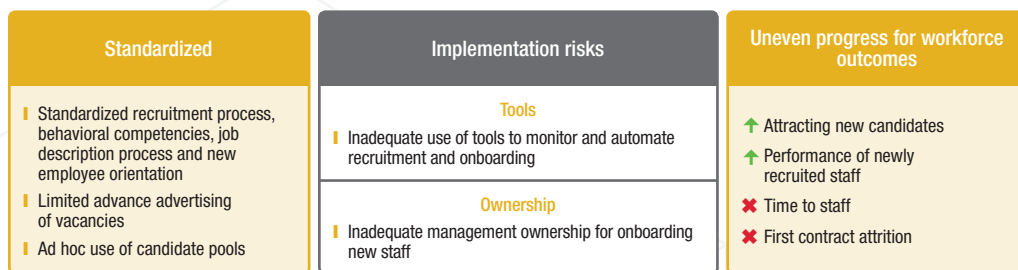 Standardized
Standardized recruitment process,
behavioral competencies, job
description process and new
employee orientation
Limited advance advertising
of vacancies
Ad hoc use of candidate pools
Implementation risks
Tools
Inadequate use of tools to monitor and automate
recruitment and onboarding
Ownership
Inadequate management ownership for onboarding
new staff
Uneven progress for workforce
outcomes
Attracting new candidates
Performance of newly
recruited staff
Time to staff
First contract attrition